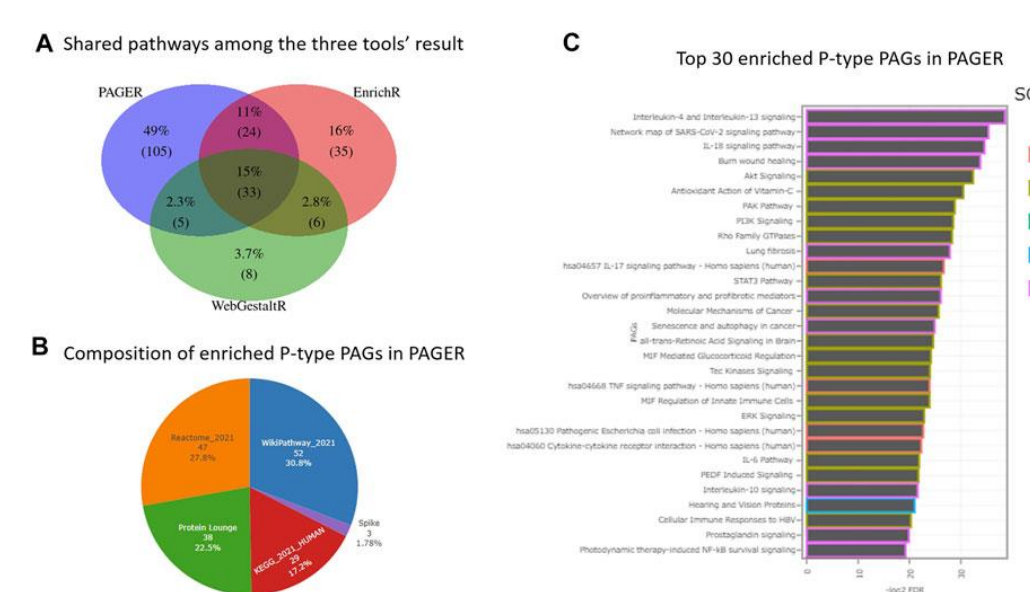 A Shared pathways among the three tools' result
PAGER
EnrichR
11%
(24)
49%
(105)
16%
(35)
15%
(33)
2.3%
(5)
2.8%
(6)
3.7%
(8)
WebGestaltR
B Composition of enriched P-type PAGs in PAGER
Reactome_2021
47
27.8%
WikiPathway_2021
52
30.8%
Protein Lounge
38
22.5%
KEGG_2021_HUMAN
29
17.2%
Spike
3
1.78%
C
Top 30 enriched P-type PAGs in PAGER
SO
Interleukin-4 and Interleukin-13 signaling
Network map of SARS-CoV-2 signaling pathway
IL-18 signaling pathway
Burn wound healing
Akt Signaling
Antioxidant Action of Vitamin-C
PAK Pathway
PI3K Signaling
Rho Family GTPases
Lung fibrosis
hsa04657 IL-17 signaling pathway - Homo sapiens (human)
STAT3 Pathway
Overview of proinflammatory and profibrotic mediators
Molecular Mechanisms of Cancer
Senescence and autophagy in cancer
all-trans-Retinoic Acid Signaling in Brain
MIF Mediated Glucocorticoid Regulation
Tec Kinases Signaling
hsa04668 TNF signaling pathway - Homo sapiens (human)
MIF Regulation of Innate Immune Cells
ERK Signaling
hsa05130 Pathogenic Escherichia coli infection - Homo sapiens (human)
hsa04060 Cytokine-cytokine receptor interaction - Homo sapiens (human)
IL-6 Pathway
PEDF Induced Signaling
Interleukin-10 signaling
Hearing and Vision Proteins
Cellular Immune Responses to HBV
Prostaglandin signaling
Photodynamic therapy-induced NF-kB survival signaling
PAGs
0
10
20
30
-log2 FDR